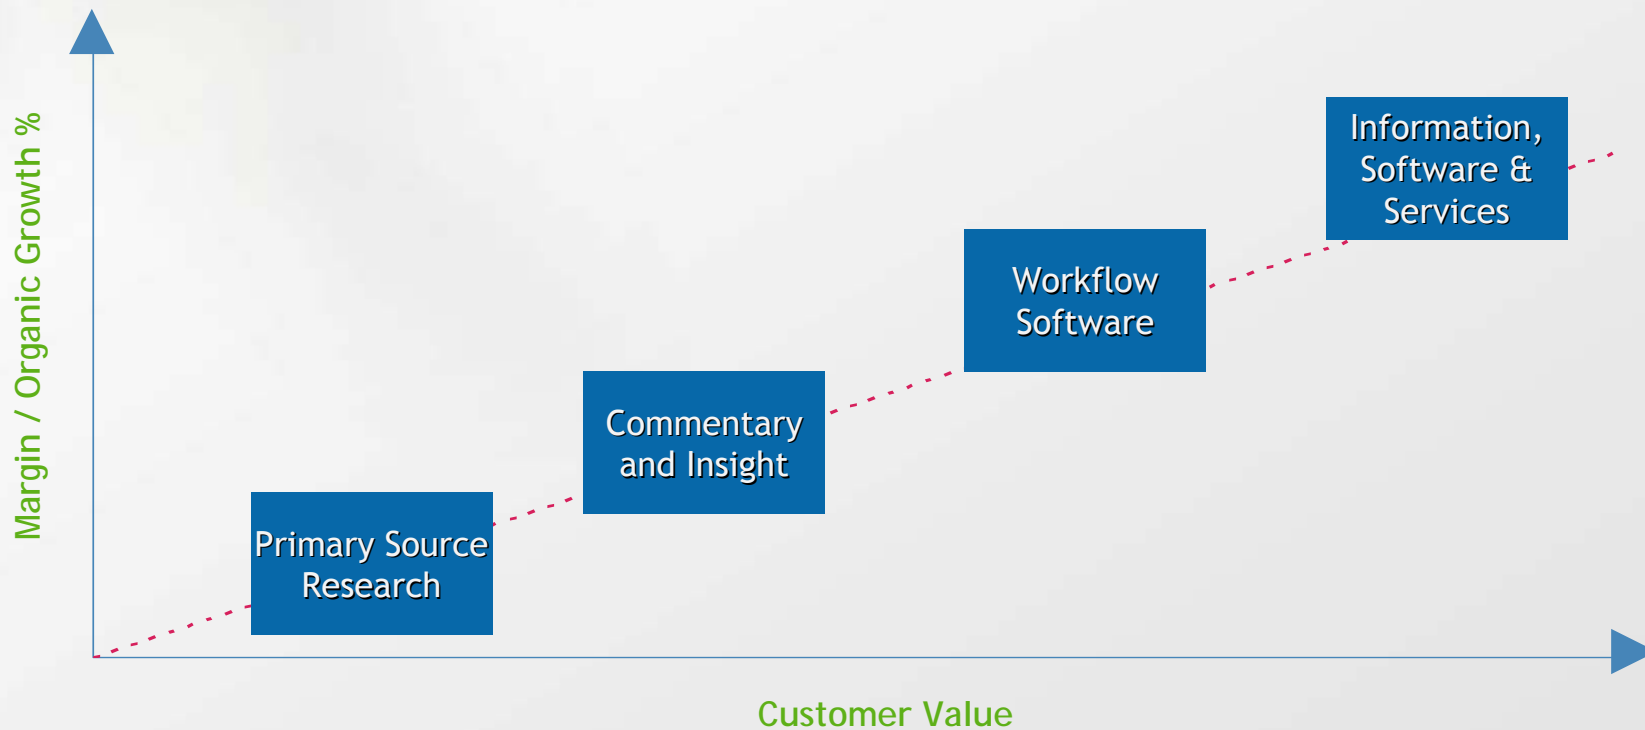 Margin / Organic Growth %
Information,
Software &
Services
Workflow
Software
Commentary
and Insight
Primary Source
Research
Customer Value